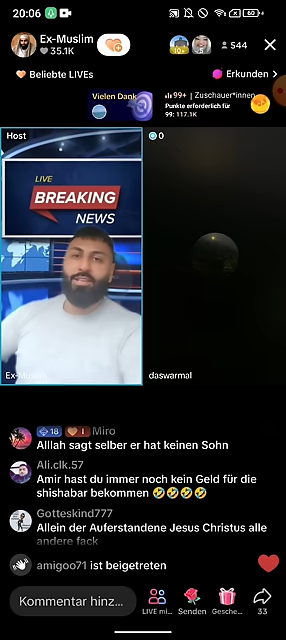 20:06
Ex-Muslim
35.1K
544
Beliebte LIVEs
Erkunden
Vielen Dank
99+ | Zuschauer*innen
Punkte erforderlich für
99: 117.1K
Host
0
LIVE
BREAKING
NEWS
daswarmal
18 Miro
Alllah sagt selber er hat keinen Sohn
Ali.clk.57
Amir hast du immer noch kein Geld für die
shishabar bekommen 🤣🤣🤣🤣
Gotteskind777
Allein der Auferstandene Jesus Christus alle
andere fack
amigoo71 ist beigetreten
Kommentar hinz...
LIVE mi...
Senden
Gesche...
33